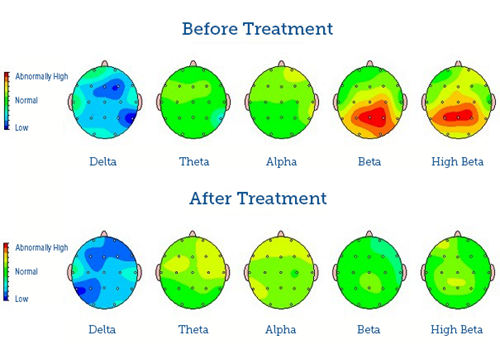 Before Treatment
Abnormally High
Normal
Low
Delta Theta Alpha Beta High Beta
After Treatment
Abnormally High
Normal
Low
Delta Theta Alpha Beta High Beta